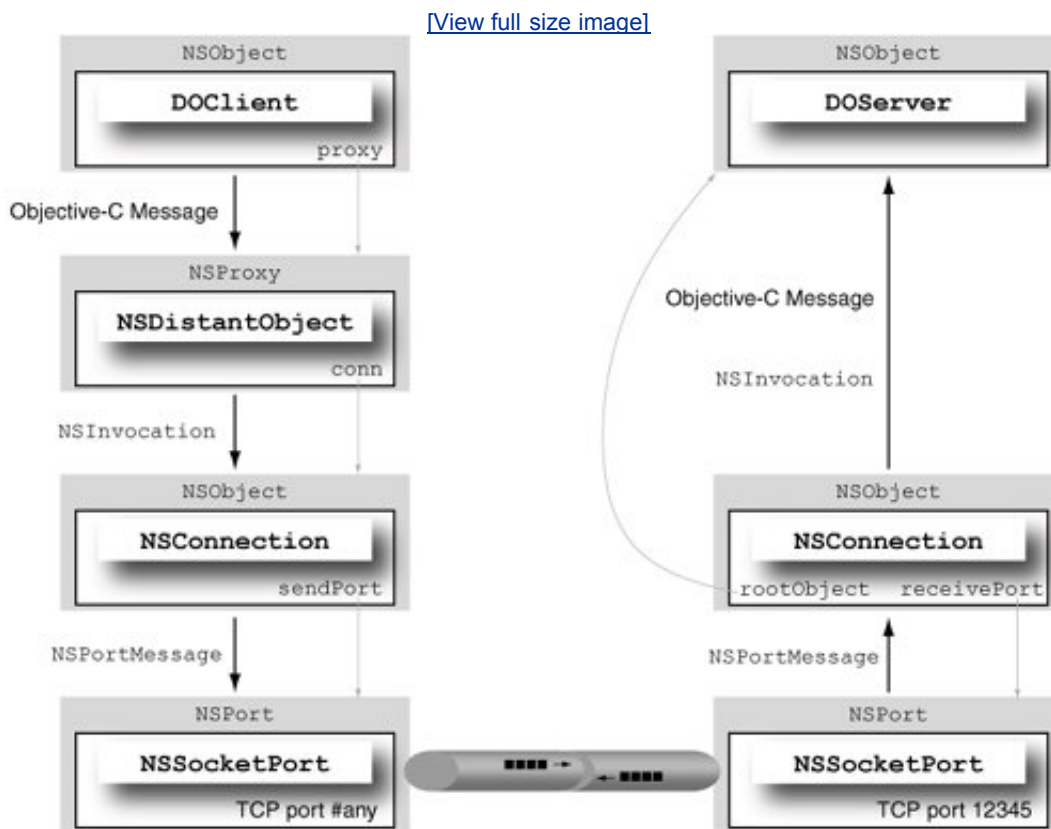 [View full size image]
NSObject
DOClient
proxy
Objective-C Message
NSProxy
NSDistantObject
conn
NSInvocation
NSObject
NSConnection
sendPort
NSPortMessage
NSPort
NSSocketPort
TCP port #any
NSObject
DOServer
Objective-C Message
NSInvocation
NSObject
NSConnection
rootObject receivePort
NSPortMessage
NSPort
NSSocketPort
TCP port 12345